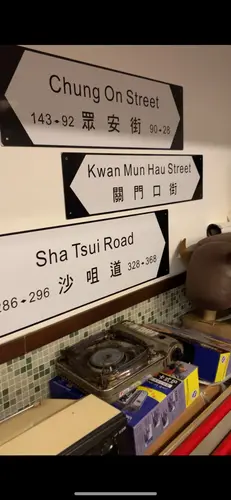 Chung On Street
143→92 眾安街 90→28
Kwan Mun Hau Street
關門口街
Sha Tsui Road
286→296 沙咀道 328→368